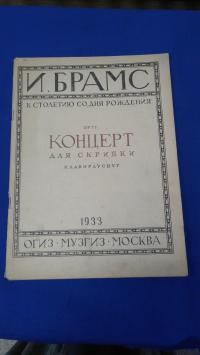 И. БРАМС
К СТОЛЕТИЮ СО ДНЯ РОЖДЕНИЯ
ОР. 77
КОНЦЕРТ
ДЛЯ СКРИПКИ
КЛАВИРАУСЦУГ
1933
ОГИЗ · МУЗГИЗ · МОСКВА